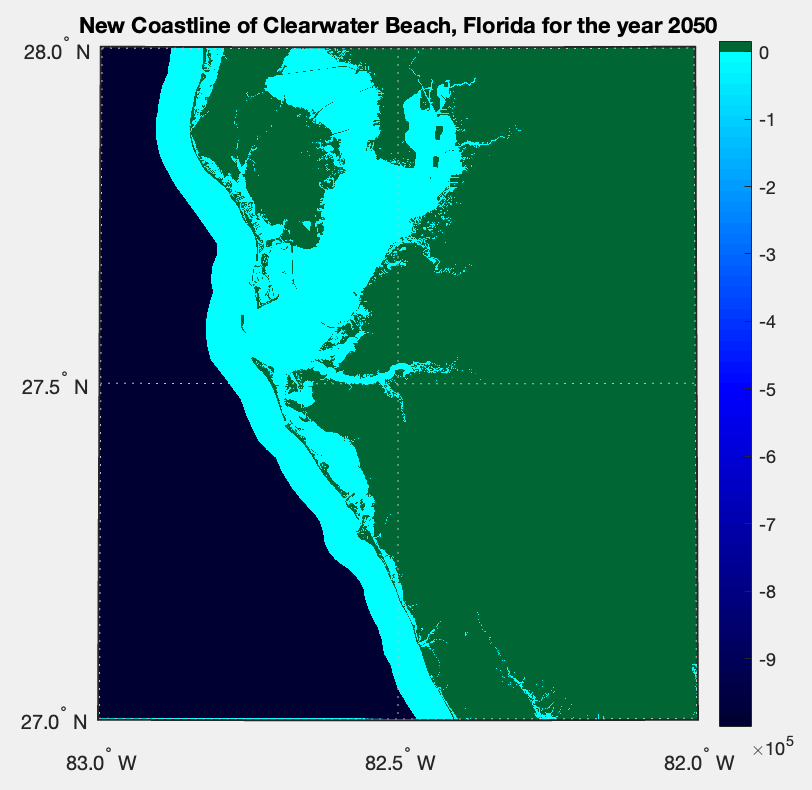 New Coastline of Clearwater Beach, Florida for the year 2050
28.0° N
27.5° N
27.0° N
83.0° W
82.5° W
82.0° W
0
-1
-2
-3
-4
-5
-6
-7
-8
-9
×10⁵